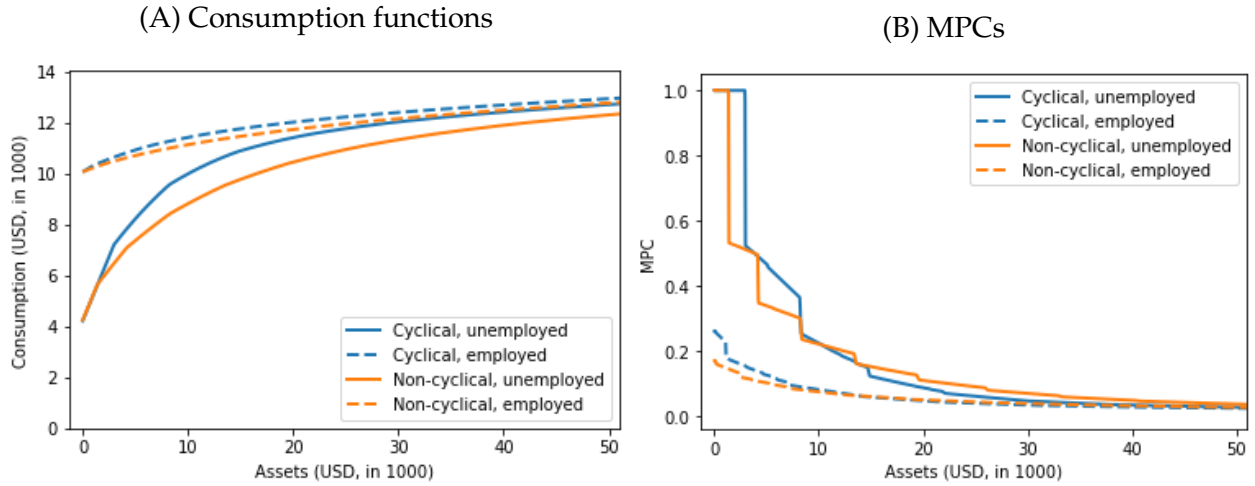 (A) Consumption functions
14
12
10
8
6
4
2
0
Consumption (USD, in 1000)
0 10 20 30 40 50
Assets (USD, in 1000)
Cyclical, unemployed
Cyclical, employed
Non-cyclical, unemployed
Non-cyclical, employed
(B) MPCs
1.0
0.8
0.6
0.4
0.2
0.0
MPC
0 10 20 30 40 50
Assets (USD, in 1000)
Cyclical, unemployed
Cyclical, employed
Non-cyclical, unemployed
Non-cyclical, employed